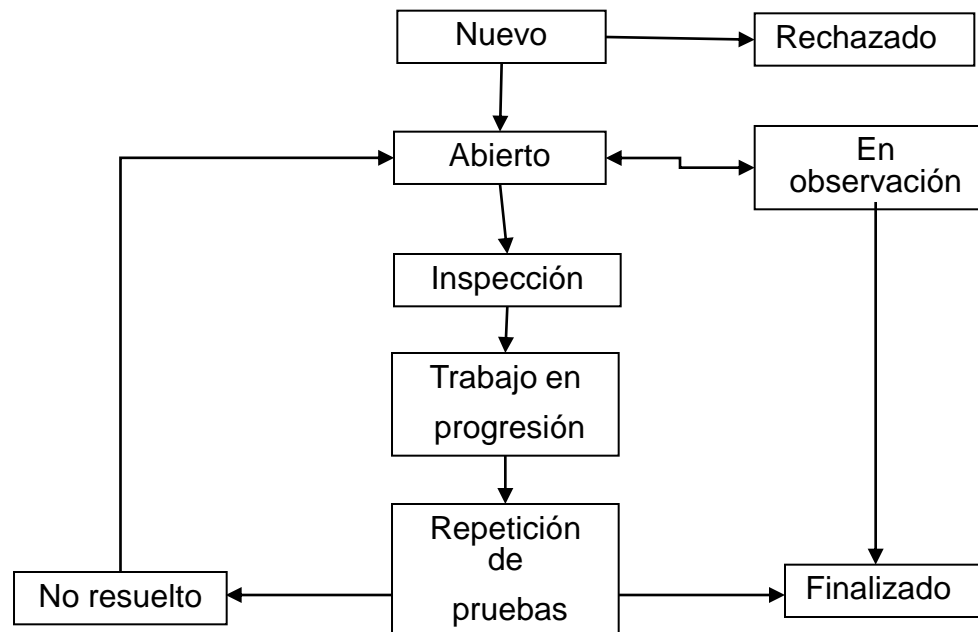 Nuevo
Rechazado
Abierto
En
observación
Inspección
Trabajo en
progresión
Repetición
de
pruebas
No resuelto
Finalizado